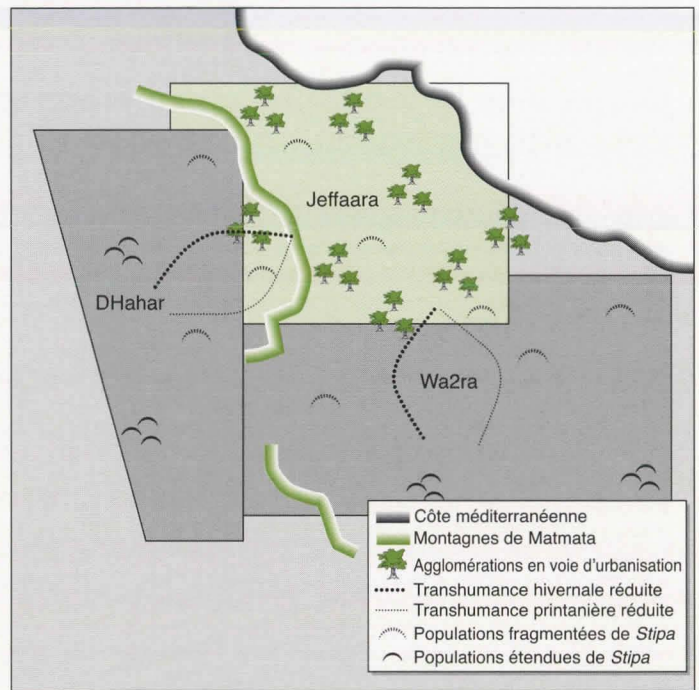 Jeffaara
DHahar
Wa2ra
Côte méditerranéenne
Montagnes de Matmata
Agglomérations en voie d'urbanisation
Transhumance hivernale réduite
Transhumance printanière réduite
Populations fragmentées de Stipa
Populations étendues de Stipa